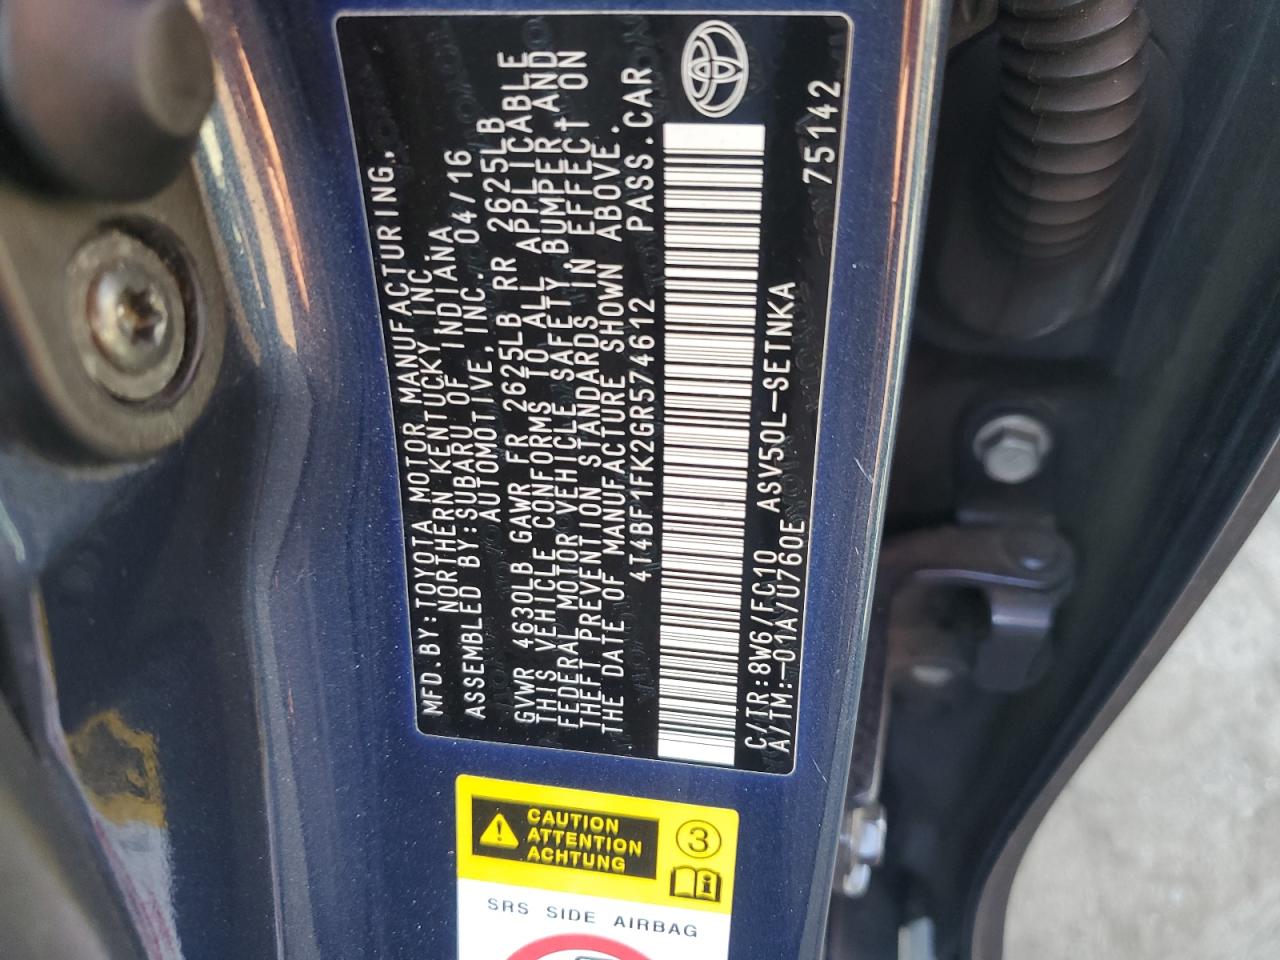 MFD.BY:TOYOTA MOTOR MANUFACTURING,
NORTHERN KENTUCKY, INC.
ASSEMBLED BY:SUBARU OF INDIANA
AUTOMOTIVE, INC. 04/16
GVWR 4630LB GAWR FR 2625LB RR 2625LB
THIS VEHICLE CONFORMS TO ALL APPLICABLE
FEDERAL MOTOR VEHICLE SAFETY, BUMPER, AND
THEFT PREVENTION STANDARDS IN EFFECT ON
THE DATE OF MANUFACTURE SHOWN ABOVE.
4T4BF1FK2GR574612 PASS.CAR
C/TR:8W6/FC10 ASV50L-SETNKA
A/TM:-01A/U760E 75142
CAUTION
ATTENTION
ACHTUNG
3
SRS SIDE AIRBAG